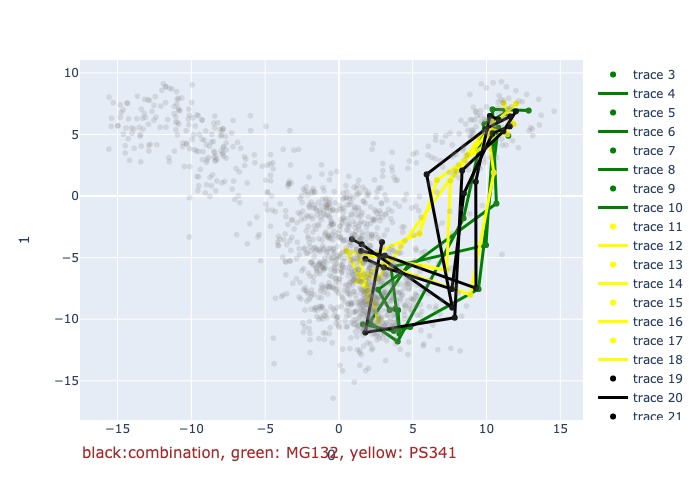 10
5
0
−5
−10
−15
1
−15
−10
−5
0
5
10
15
0
black:combination, green: MG132, yellow: PS341
trace 3
trace 4
trace 5
trace 6
trace 7
trace 8
trace 9
trace 10
trace 11
trace 12
trace 13
trace 14
trace 15
trace 16
trace 17
trace 18
trace 19
trace 20
trace 21